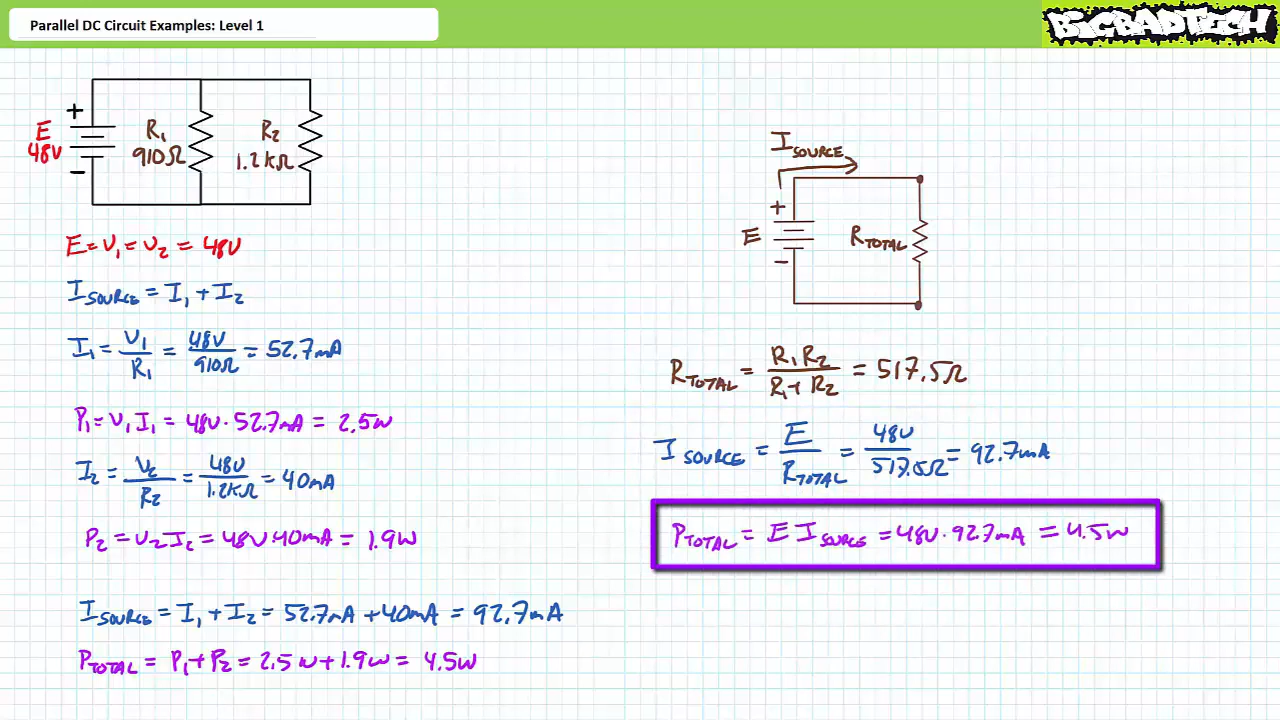 Parallel DC Circuit Examples: Level 1
BIGBADTECH
+
E
48V
-
R1
910Ω
R2
1.2kΩ
E = V1 = V2 = 48V
ISOURCE = I1 + I2
I1 = V1/R1 = 48V/910Ω = 52.7mA
P1 = V1 I1 = 48V · 52.7mA = 2.5W
I2 = V2/R2 = 48V/1.2kΩ = 40mA
P2 = V2 I2 = 48V 40mA = 1.9W
ISOURCE = I1 + I2 = 52.7mA + 40mA = 92.7mA
PTOTAL = P1 + P2 = 2.5W + 1.9W = 4.5W
ISOURCE
+
E
-
RTOTAL
RTOTAL = R1 R2/R1 + R2 = 517.5Ω
ISOURCE = E/RTOTAL = 48V/517.5Ω = 92.7mA
PTOTAL = E ISOURCE = 48V · 92.7mA = 4.5W